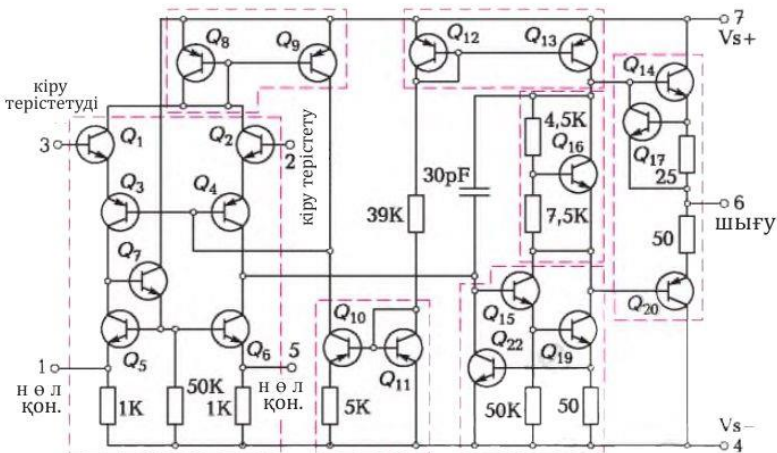 Q8
Q9
Q12
Q13
7
Vs+
Q14
кіру
терістетуді
3
Q1
Q2
2
кіру терістету
4,5K
Q16
Q17
25
Q3
Q4
30pF
39K
7,5K
6
шығу
50
Q7
Q10
Q15
Q20
Q5
Q6
5
Q11
Q22
Q19
1
нөл
қон.
1K
50K
1K
нөл
қон.
5K
50K
50
Vs–
4